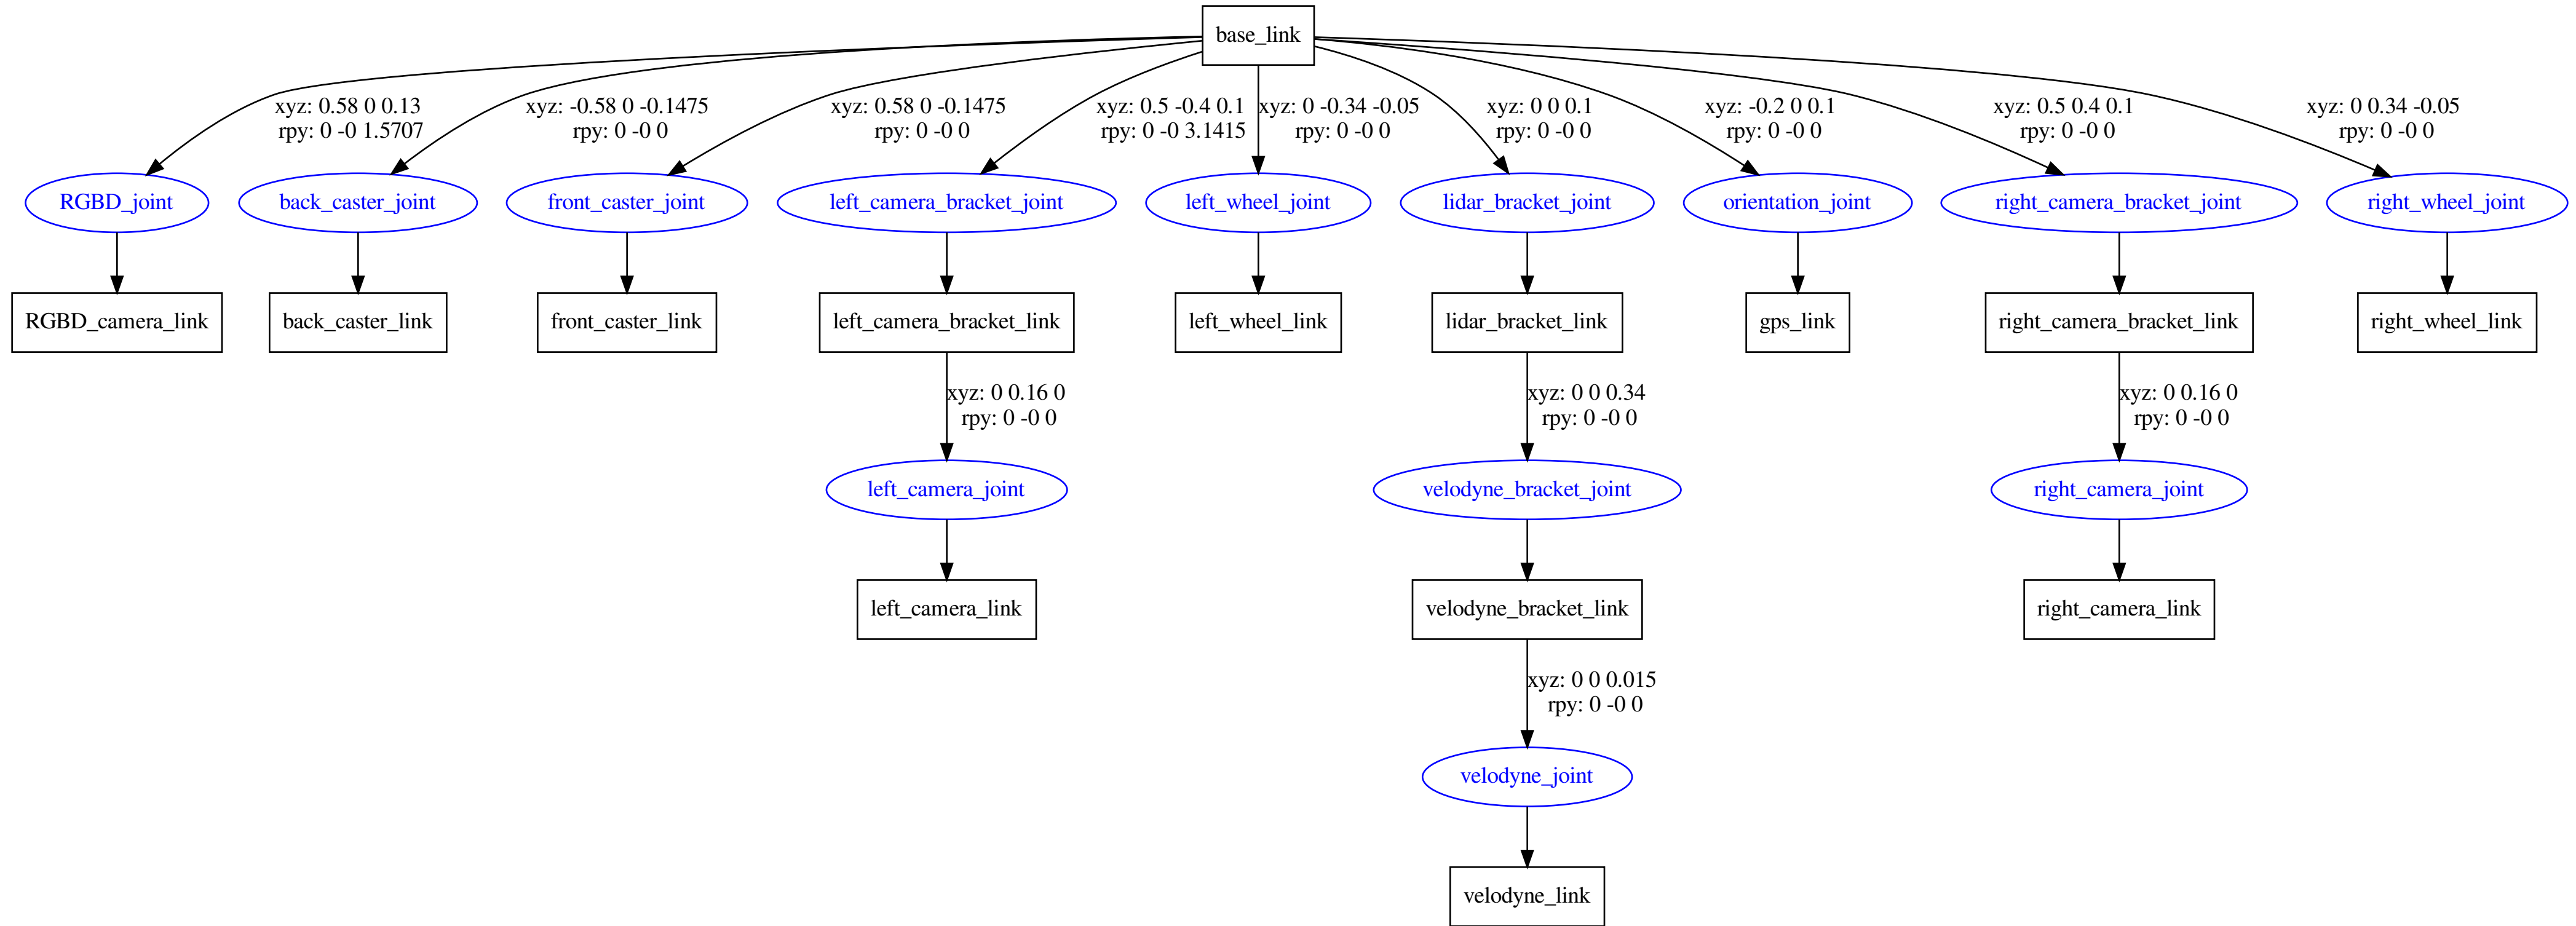 base_link
xyz: 0.58 0 0.13
rpy: 0 -0 1.5707
xyz: -0.58 0 -0.1475
rpy: 0 -0 0
xyz: 0.58 0 -0.1475
rpy: 0 -0 0
xyz: 0.5 -0.4 0.1
rpy: 0 -0 3.1415
xyz: 0 -0.34 -0.05
rpy: 0 -0 0
xyz: 0 0 0.1
rpy: 0 -0 0
xyz: -0.2 0 0.1
rpy: 0 -0 0
xyz: 0.5 0.4 0.1
rpy: 0 -0 0
xyz: 0 0.34 -0.05
rpy: 0 -0 0
RGBD_joint
back_caster_joint
front_caster_joint
left_camera_bracket_joint
left_wheel_joint
lidar_bracket_joint
orientation_joint
right_camera_bracket_joint
right_wheel_joint
RGBD_camera_link
back_caster_link
front_caster_link
left_camera_bracket_link
left_wheel_link
lidar_bracket_link
gps_link
right_camera_bracket_link
right_wheel_link
xyz: 0 0.16 0
rpy: 0 -0 0
xyz: 0 0 0.34
rpy: 0 -0 0
xyz: 0 0.16 0
rpy: 0 -0 0
left_camera_joint
velodyne_bracket_joint
right_camera_joint
left_camera_link
velodyne_bracket_link
right_camera_link
xyz: 0 0 0.015
rpy: 0 -0 0
velodyne_joint
velodyne_link